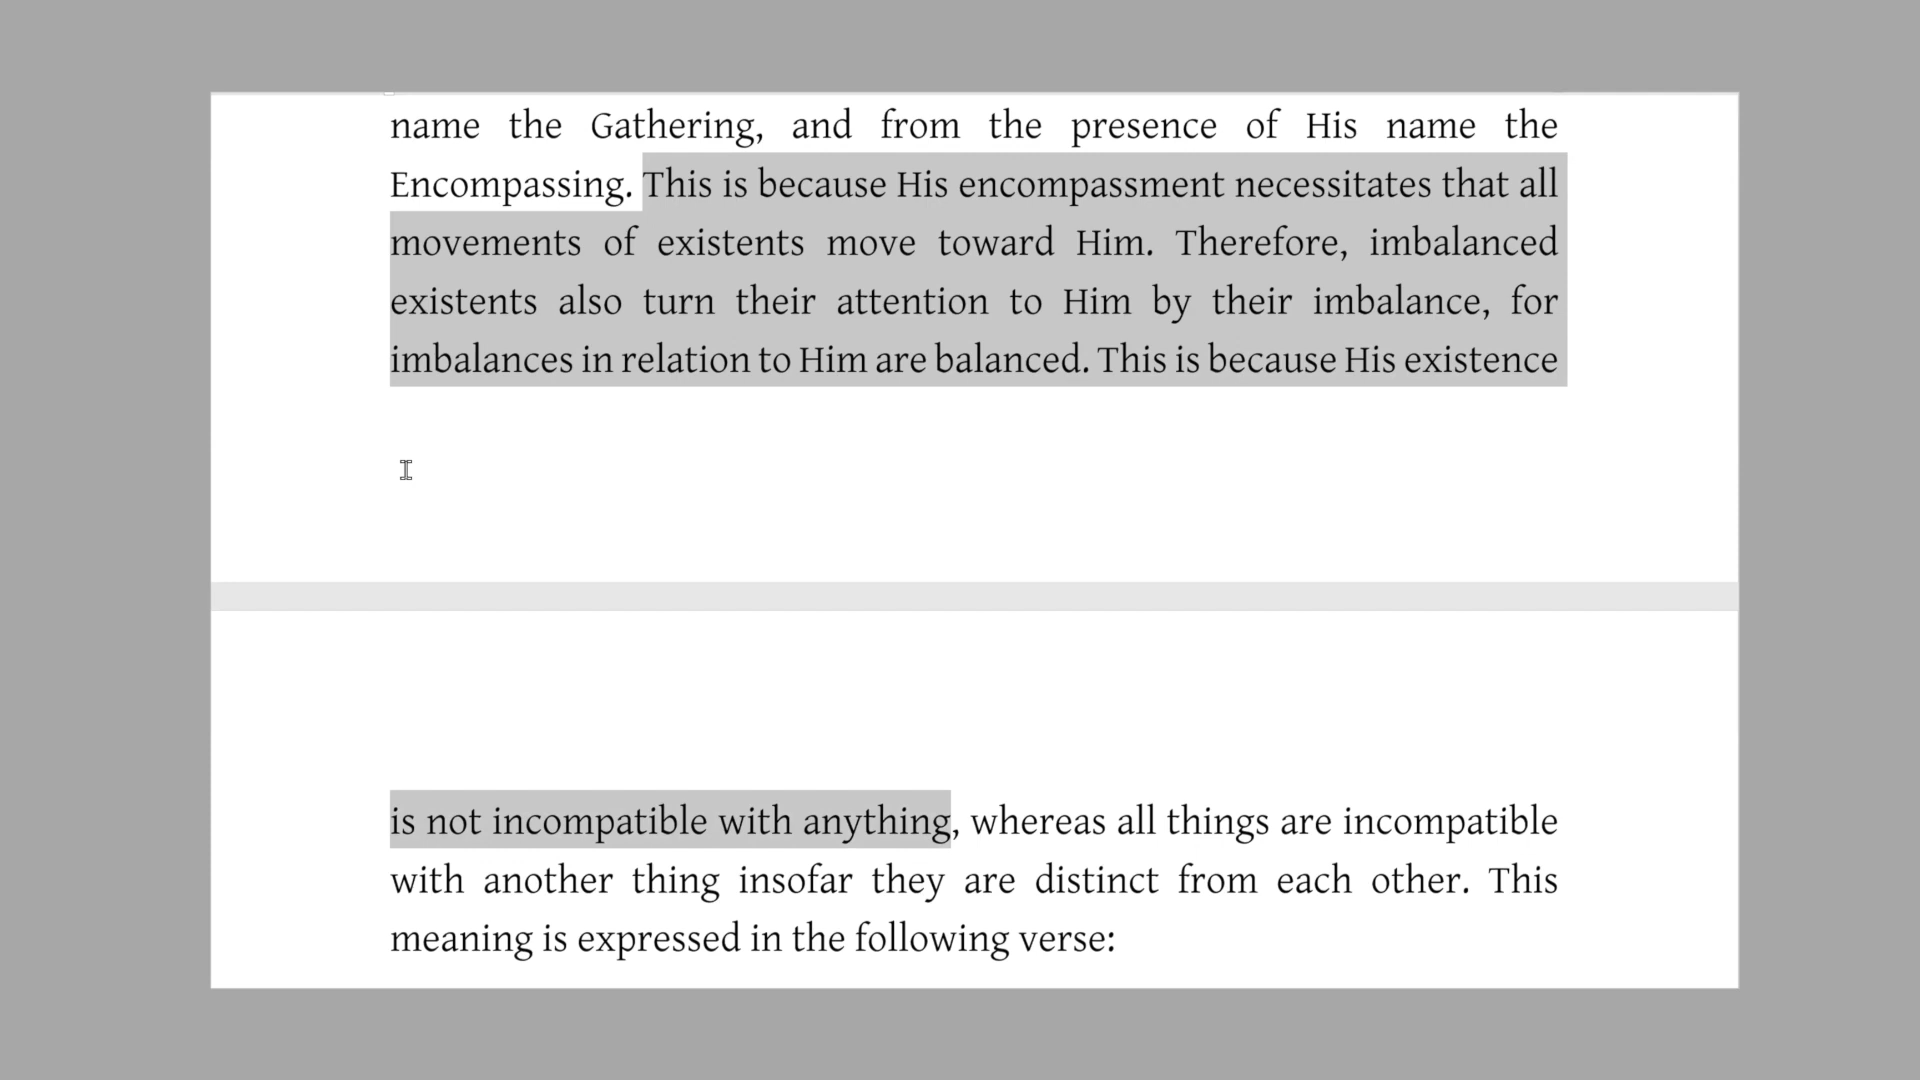 name the Gathering, and from the presence of His name the
Encompassing. This is because His encompassment necessitates that all
movements of existents move toward Him. Therefore, imbalanced
existents also turn their attention to Him by their imbalance, for
imbalances in relation to Him are balanced. This is because His existence
is not incompatible with anything, whereas all things are incompatible
with another thing insofar they are distinct from each other. This
meaning is expressed in the following verse: